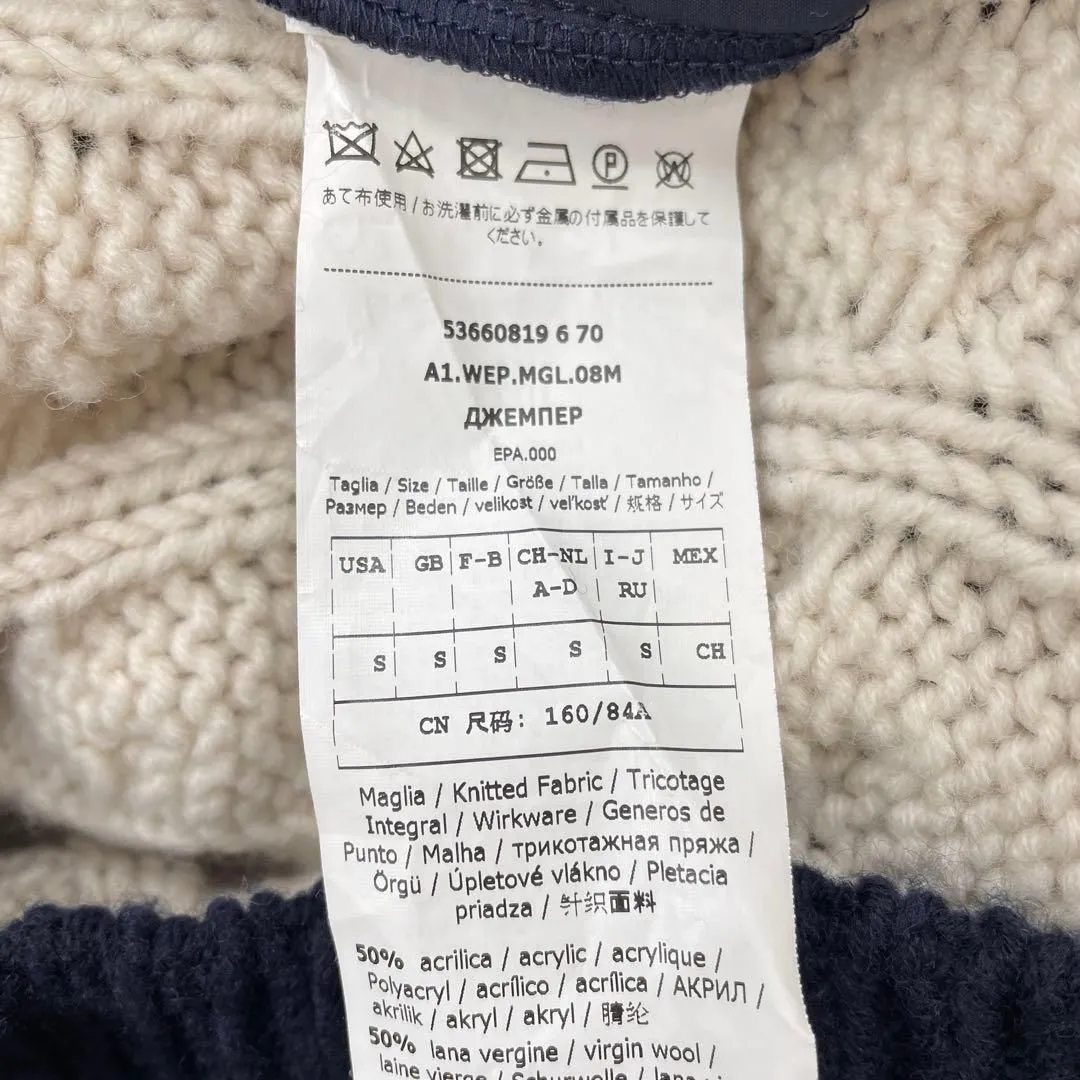 P
W
あて布使用 / お洗濯前に必ず金属の付属品を保護して
ください。
53660819 6 70
A1.WEP.MGL.08M
ДЖЕМПЕР
EPA.000
Taglia / Size / Taille / Größe / Talla / Tamanho /
Размер / Beden / velikost / veľkosť / 规格 / サイズ
USA GB F-B CH-NL I-J MEX
A-D RU
S S S S S CH
CN 尺码: 160/84A
Maglia / Knitted Fabric / Tricotage
Integral / Wirkware / Generos de
Punto / Malha / трикотажная пряжа /
Örgü / Úpletové vlákno / Pletacia
priadza / 针织面料
50% acrilica / acrylic / acrylique /
Polyacryl / acrílico / acrílica / АКРИЛ /
akrilik / akryl / akryl / 腈纶
50% lana vergine / virgin wool /
laine vierge / Schurwolle / lana